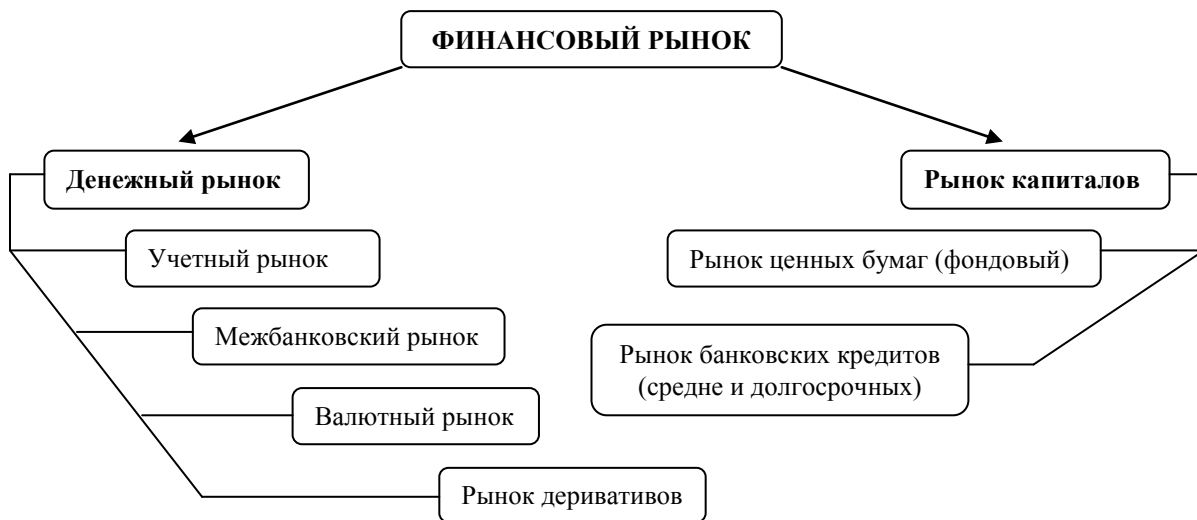 ФИНАНСОВЫЙ РЫНОК
Денежный рынок
Рынок капиталов
Учетный рынок
Рынок ценных бумаг (фондовый)
Межбанковский рынок
Рынок банковских кредитов
(средне и долгосрочных)
Валютный рынок
Рынок деривативов